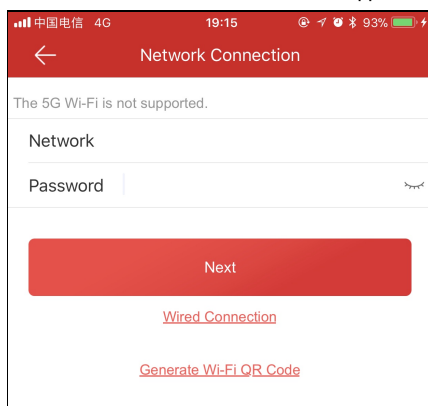 中国电信 4G 19:15 93%
Network Connection
The 5G Wi-Fi is not supported.
Network
Password
Next
Wired Connection
Generate Wi-Fi QR Code